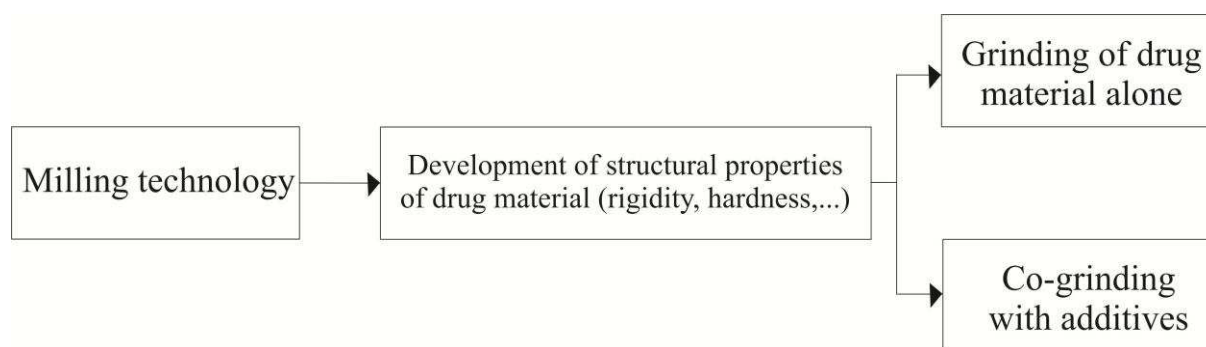 Milling technology
Development of structural properties
of drug material (rigidity, hardness,...)
Grinding of drug
material alone
Co-grinding
with additives